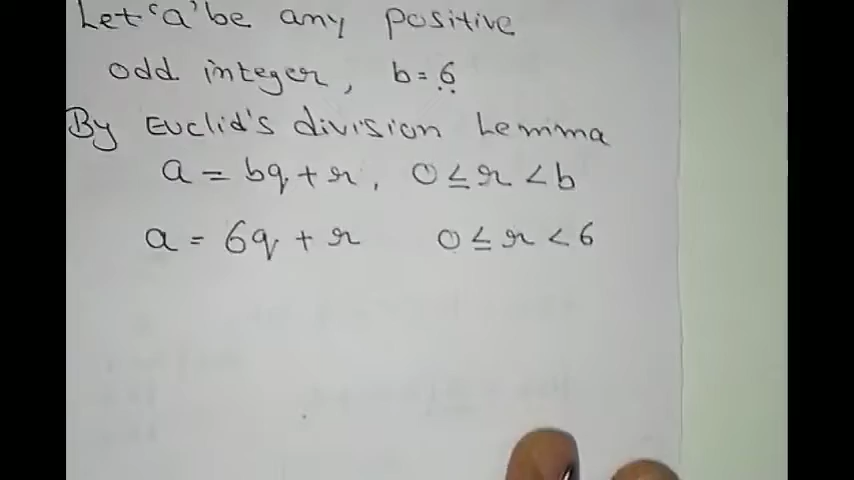 Let 'a' be any positive
odd integer, b = 6
By Euclid's division Lemma
a = bq + r, 0 ≤ r < b
a = 6q + r 0 ≤ r < 6